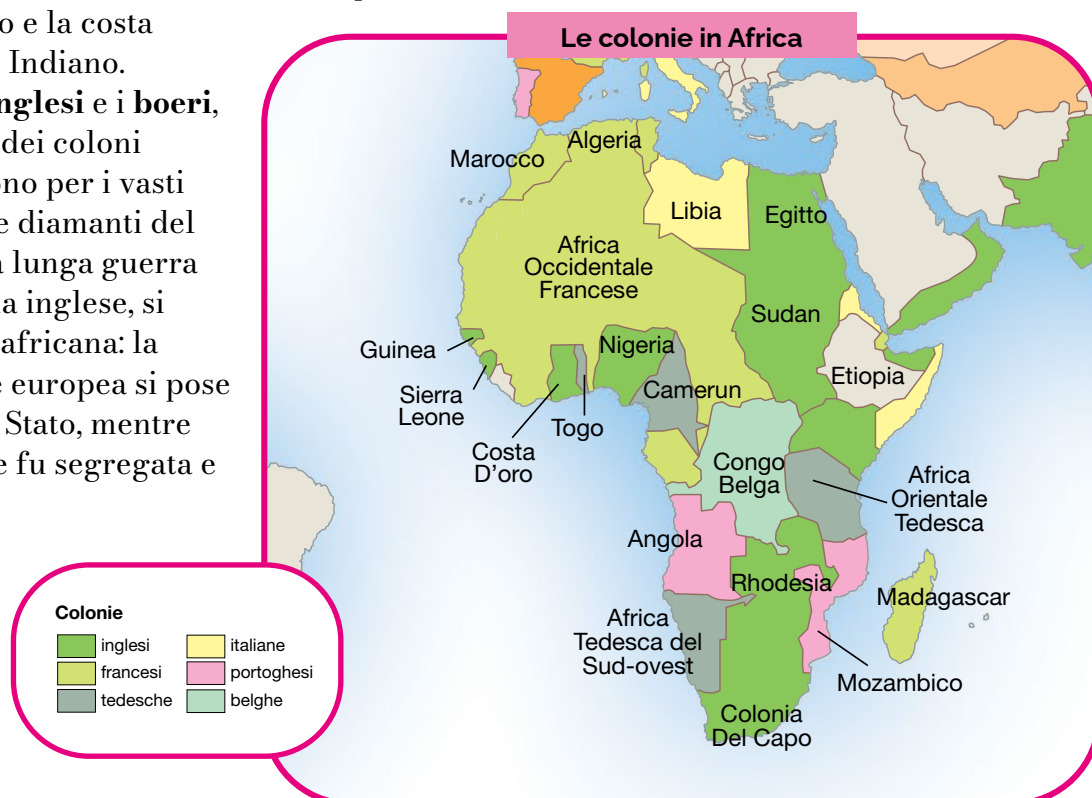 o e la costa
Indiano.
nglesi e i boeri,
dei coloni
ono per i vasti
e diamanti del
a lunga guerra
na inglese, si
africana: la
e europea si pose
Stato, mentre
e fu segregata e
Le colonie in Africa
Marocco
Algeria
Libia
Egitto
Africa
Occidentale
Francese
Sudan
Guinea
Nigeria
Sierra
Leone
Camerun
Etiopia
Togo
Costa
D'oro
Congo
Belga
Africa
Orientale
Tedesca
Angola
Rhodesia
Madagascar
Africa
Tedesca del
Sud-ovest
Mozambico
Colonia
Del Capo
Colonie
inglesi
francesi
tedesche
italiane
portoghesi
belghe